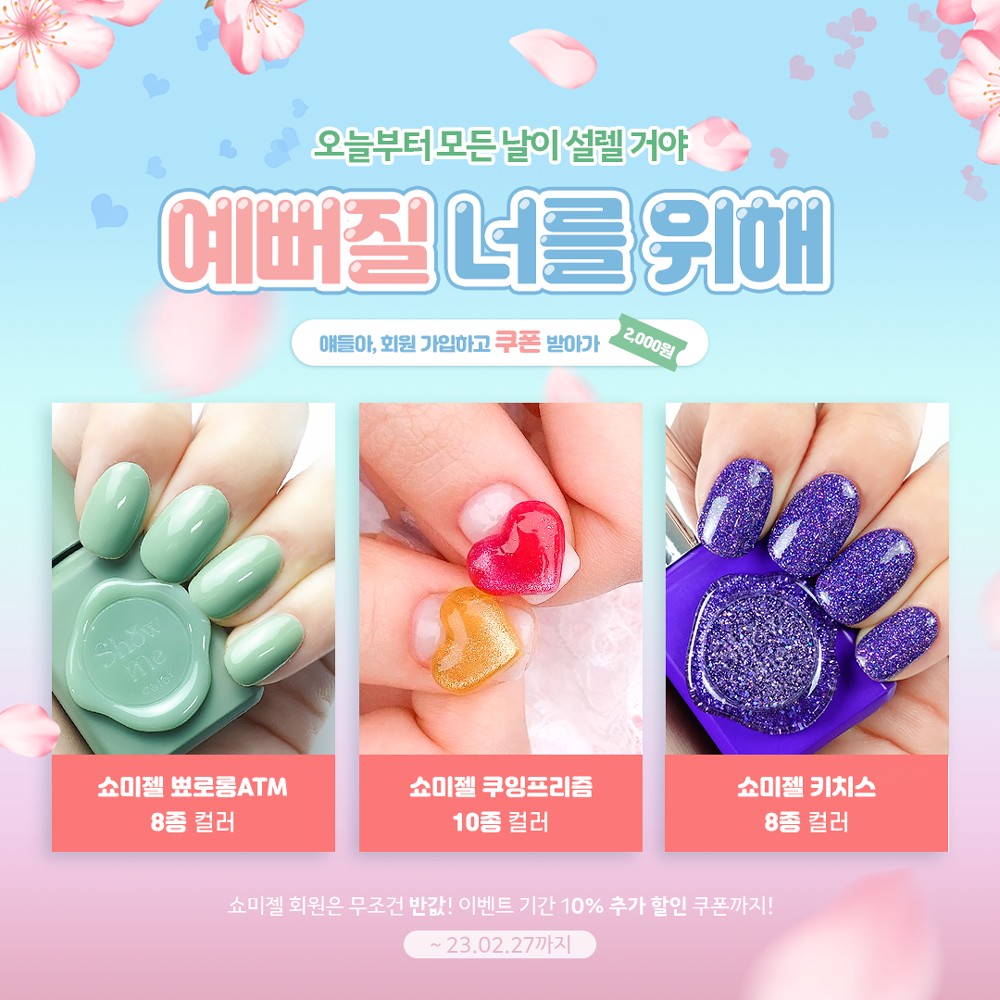 오늘부터 모든 날이 설렐 거야
예뻐질 너를 위해
얘들아, 회원 가입하고 쿠폰 받아가 2,000원
Show
me
color
쇼미젤 뾰로롱ATM
8종 컬러
쇼미젤 쿠잉프리즘
10종 컬러
쇼미젤 키치스
8종 컬러
쇼미젤 회원은 무조건 반값! 이벤트 기간 10% 추가 할인 쿠폰까지!
~ 23.02.27까지